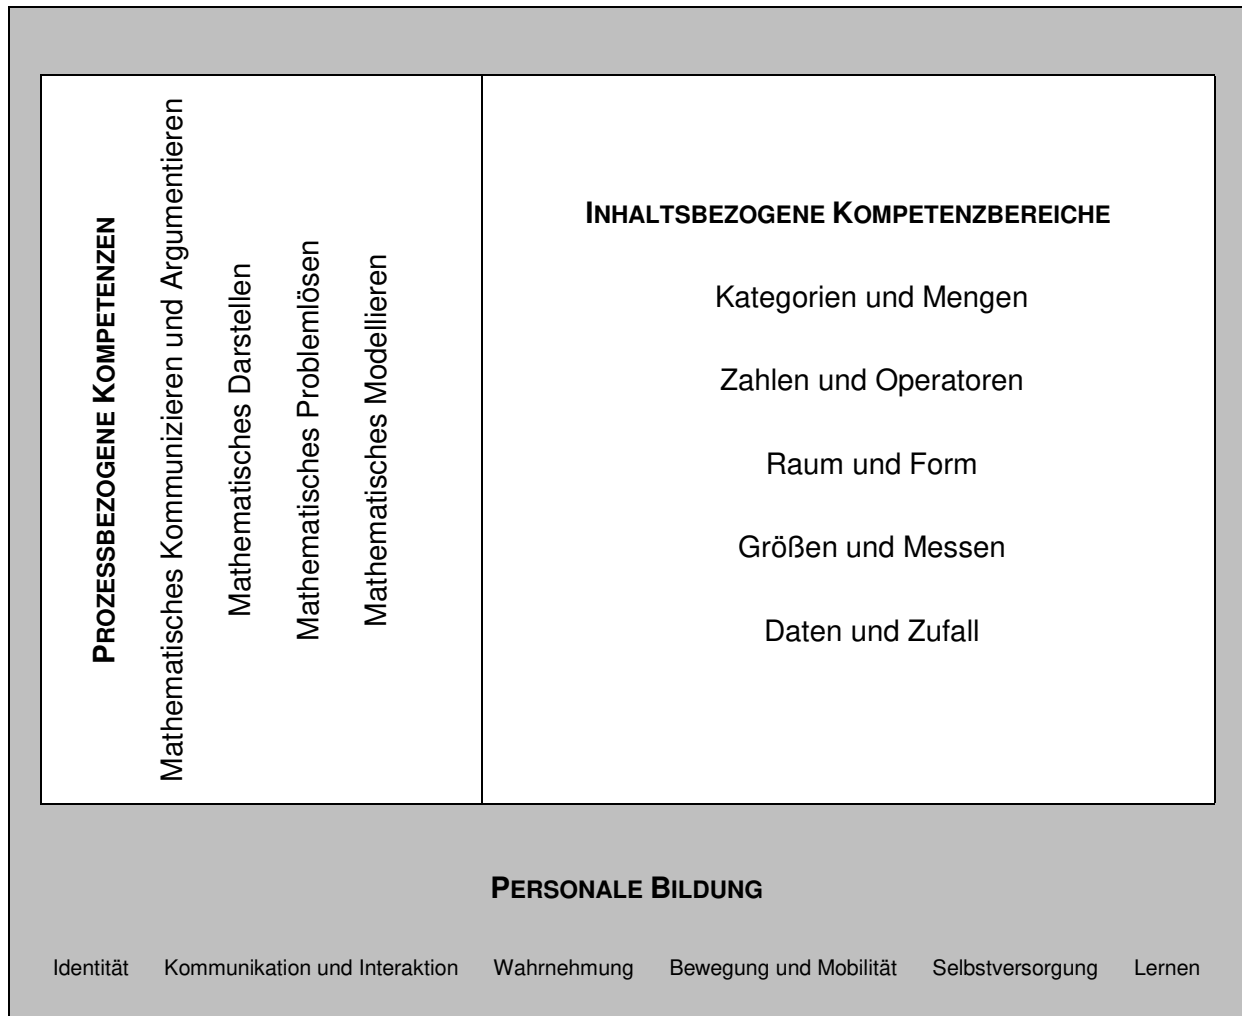 PROZESSBEZOGENE KOMPETENZEN
Mathematisches Kommunizieren und Argumentieren
Mathematisches Darstellen
Mathematisches Problemlösen
Mathematisches Modellieren
INHALTSBEZOGENE KOMPETENZBEREICHE
Kategorien und Mengen
Zahlen und Operatoren
Raum und Form
Größen und Messen
Daten und Zufall
PERSONALE BILDUNG
Identität Kommunikation und Interaktion Wahrnehmung Bewegung und Mobilität Selbstversorgung Lernen